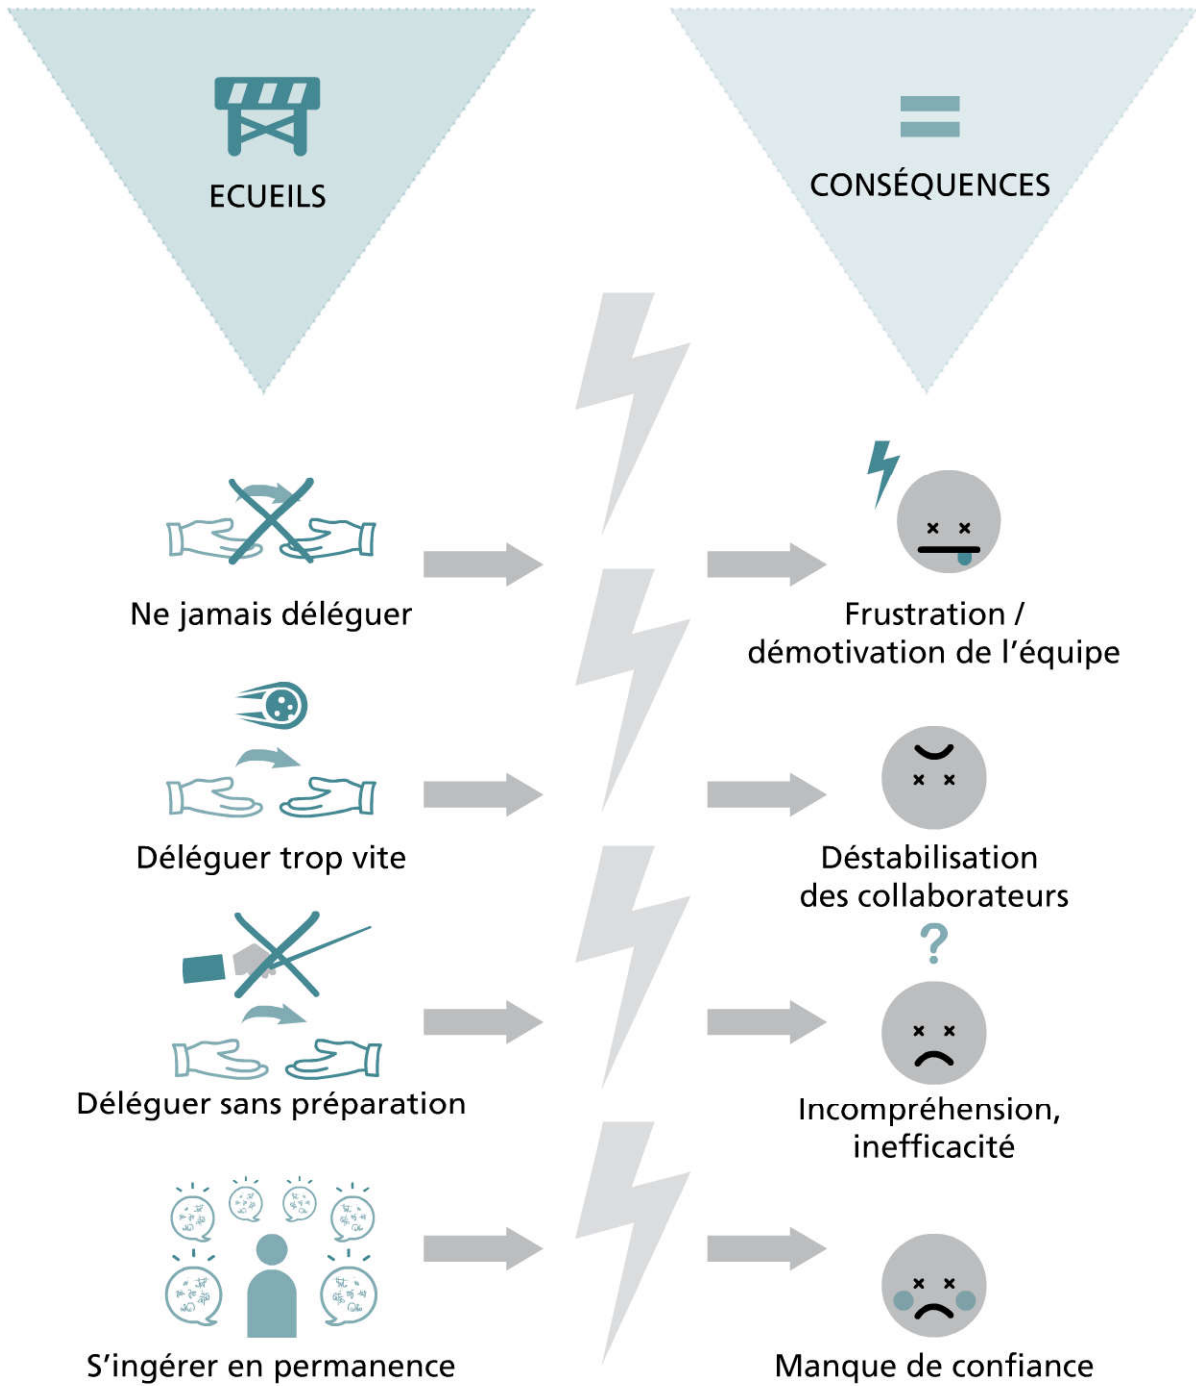 ECUEILS
CONSÉQUENCES
Ne jamais déléguer
Frustration /
démotivation de l'équipe
Déléguer trop vite
Déstabilisation
des collaborateurs
?
Déléguer sans préparation
Incompréhension,
inefficacité
S'ingérer en permanence
Manque de confiance